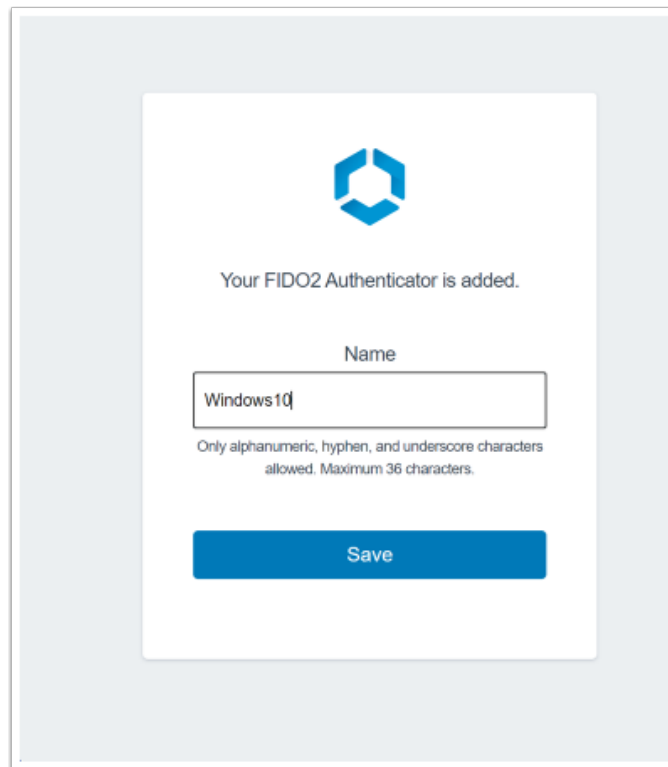 Your FIDO2 Authenticator is added.
Name
Windows10
Only alphanumeric, hyphen, and underscore characters
allowed. Maximum 36 characters.
Save